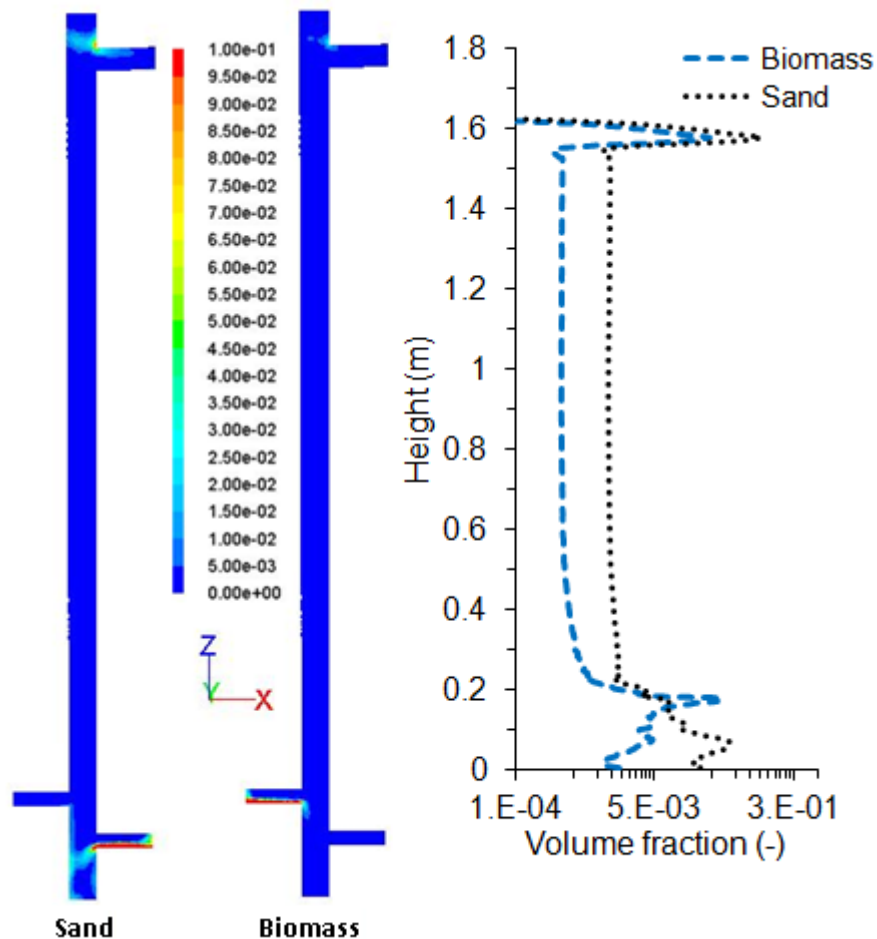 1.00e-01
9.50e-02
9.00e-02
8.50e-02
8.00e-02
7.50e-02
7.00e-02
6.50e-02
6.00e-02
5.50e-02
5.00e-02
4.50e-02
4.00e-02
3.50e-02
3.00e-02
2.50e-02
2.00e-02
1.50e-02
1.00e-02
5.00e-03
0.00e+00
Z
Y
X
Sand
Biomass
Biomass
Sand
Height (m)
1.8
1.6
1.4
1.2
1
0.8
0.6
0.4
0.2
0
1.E-04
5.E-03
3.E-01
Volume fraction (-)